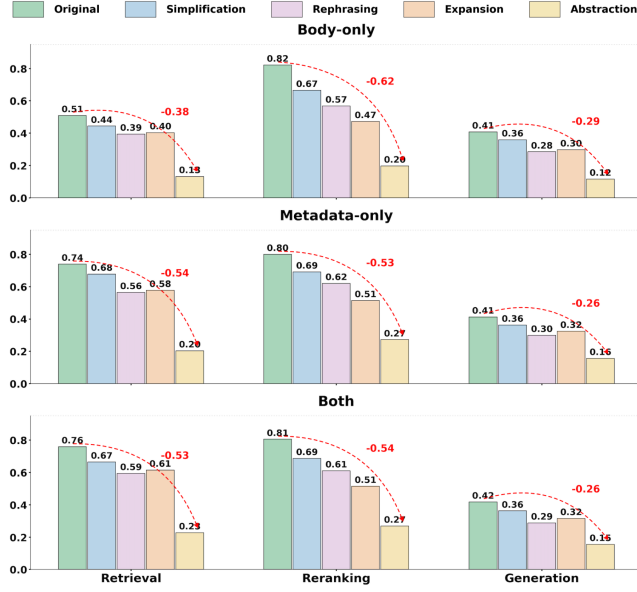 Original Simplification Rephrasing Expansion Abstraction
Body-only
0.8
0.6
0.4
0.2
0.0
0.51 0.44 0.39 0.40 0.13 -0.38
0.82 0.67 0.57 0.47 0.20 -0.62
0.41 0.36 0.28 0.30 0.12 -0.29
Metadata-only
0.8
0.6
0.4
0.2
0.0
0.74 0.68 0.56 0.58 0.20 -0.54
0.80 0.69 0.62 0.51 0.27 -0.53
0.41 0.36 0.30 0.32 0.16 -0.26
Both
0.8
0.6
0.4
0.2
0.0
0.76 0.67 0.59 0.61 0.23 -0.53
0.81 0.69 0.61 0.51 0.27 -0.54
0.42 0.36 0.29 0.32 0.15 -0.26
Retrieval Reranking Generation